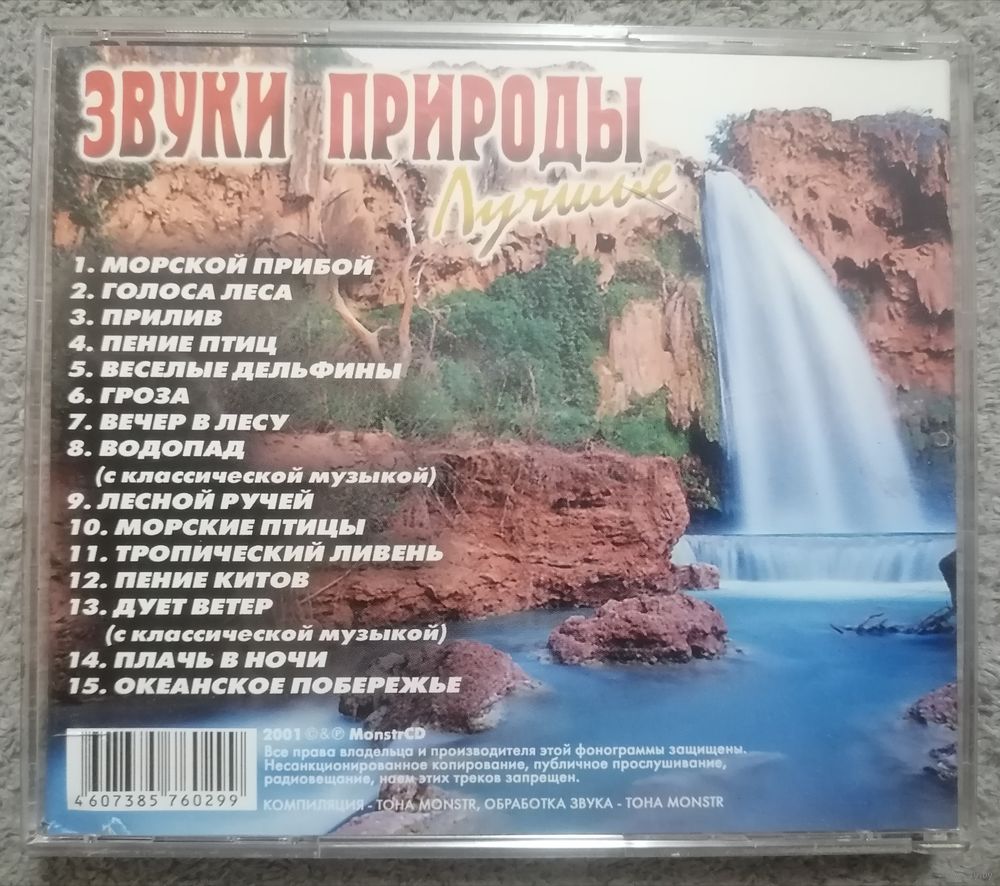 ЗВУКИ ПРИРОДЫ
Лучшие
1. МОРСКОЙ ПРИБОЙ
2. ГОЛОСА ЛЕСА
3. ПРИЛИВ
4. ПЕНИЕ ПТИЦ
5. ВЕСЕЛЫЕ ДЕЛЬФИНЫ
6. ГРОЗА
7. ВЕЧЕР В ЛЕСУ
8. ВОДОПАД
(с классической музыкой)
9. ЛЕСНОЙ РУЧЕЙ
10. МОРСКИЕ ПТИЦЫ
11. ТРОПИЧЕСКИЙ ЛИВЕНЬ
12. ПЕНИЕ КИТОВ
13. ДУЕТ ВЕТЕР
(с классической музыкой)
14. ПЛАЧЬ В НОЧИ
15. ОКЕАНСКОЕ ПОБЕРЕЖЬЕ
2001 ©&℗ MonstrCD
Все права владельца и производителя этой фонограммы защищены.
Несанкционированное копирование, публичное прослушивание,
радиовещание, наем этих треков запрещен.
4607385760299
КОМПИЛЯЦИЯ - ТОНА MONSTR, ОБРАБОТКА ЗВУКА - ТОНА MONSTR